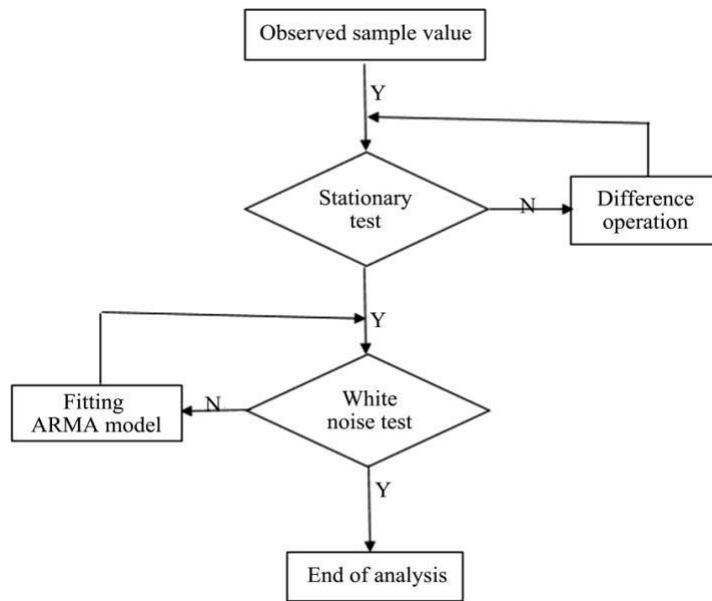 Observed sample value
Y
Stationary
test
N
Difference
operation
Y
Fitting
ARMA model
N
White
noise test
Y
End of analysis